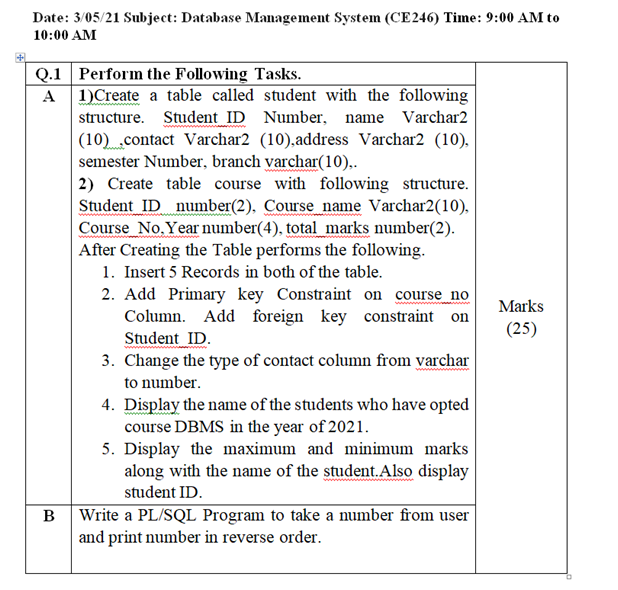 Date: 3/05/21 Subject: Database Management System (CE246) Time: 9:00 AM to
10:00 AM
Q.1 Perform the Following Tasks.
A 1)Create a table called student with the following
structure. Student_ID Number, name Varchar2
(10) ,contact Varchar2 (10),address Varchar2 (10),
semester Number, branch varchar(10),.
2) Create table course with following structure.
Student_ID number(2), Course_name Varchar2(10),
Course_No,Year number(4), total_marks number(2).
After Creating the Table performs the following.
1. Insert 5 Records in both of the table.
2. Add Primary key Constraint on course_no
Column. Add foreign key constraint on
Student_ID.
3. Change the type of contact column from varchar
to number.
4. Display the name of the students who have opted
course DBMS in the year of 2021.
5. Display the maximum and minimum marks
along with the name of the student.Also display
student ID.
Marks
(25)
B Write a PL/SQL Program to take a number from user
and print number in reverse order.